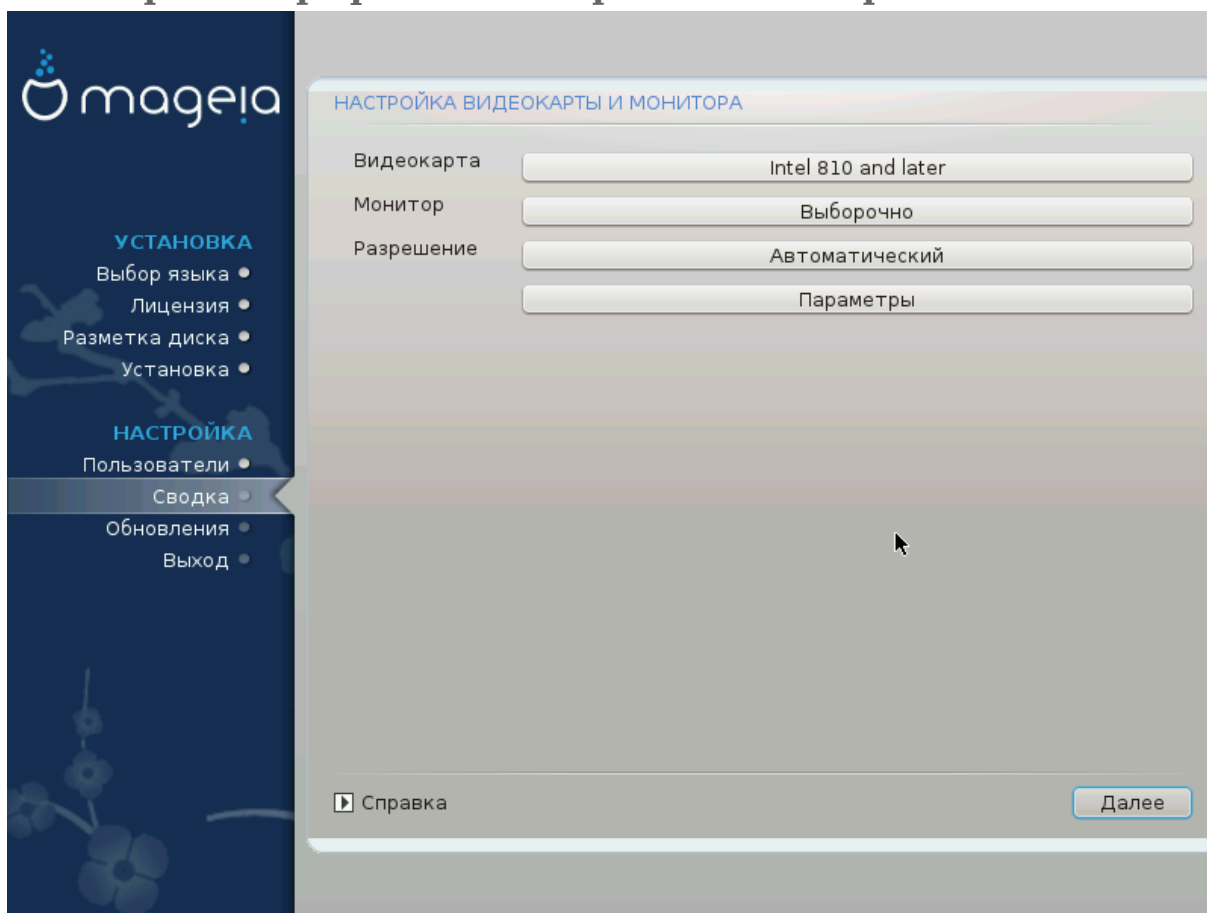 mageia
УСТАНОВКА
Выбор языка
Лицензия
Разметка диска
Установка
НАСТРОЙКА
Пользователи
Сводка
Обновления
Выход
НАСТРОЙКА ВИДЕОКАРТЫ И МОНИТОРА
Видеокарта Intel 810 and later
Монитор Выборочно
Разрешение Автоматический
Параметры
Справка Далее